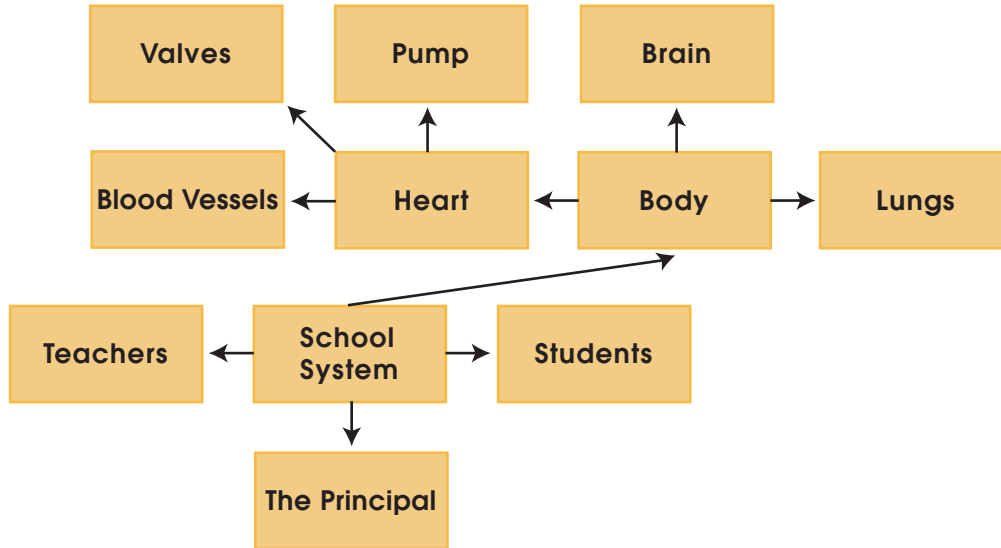 Valves
Pump
Brain
Blood Vessels
Heart
Body
Lungs
Teachers
School
System
Students
The Principal